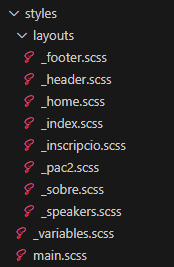 styles
layouts
_footer.scss
_header.scss
_home.scss
_index.scss
_inscripcio.scss
_pac2.scss
_sobre.scss
_speakers.scss
_variables.scss
main.scss